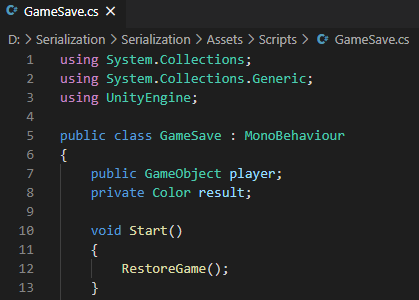 GameSave.cs
D: > Serialization > Serialization > Assets > Scripts > GameSave.cs
1 using System.Collections;
2 using System.Collections.Generic;
3 using UnityEngine;
4
5 public class GameSave : MonoBehaviour
6 {
7 public GameObject player;
8 private Color result;
9
10 void Start()
11 {
12 RestoreGame();
13 }